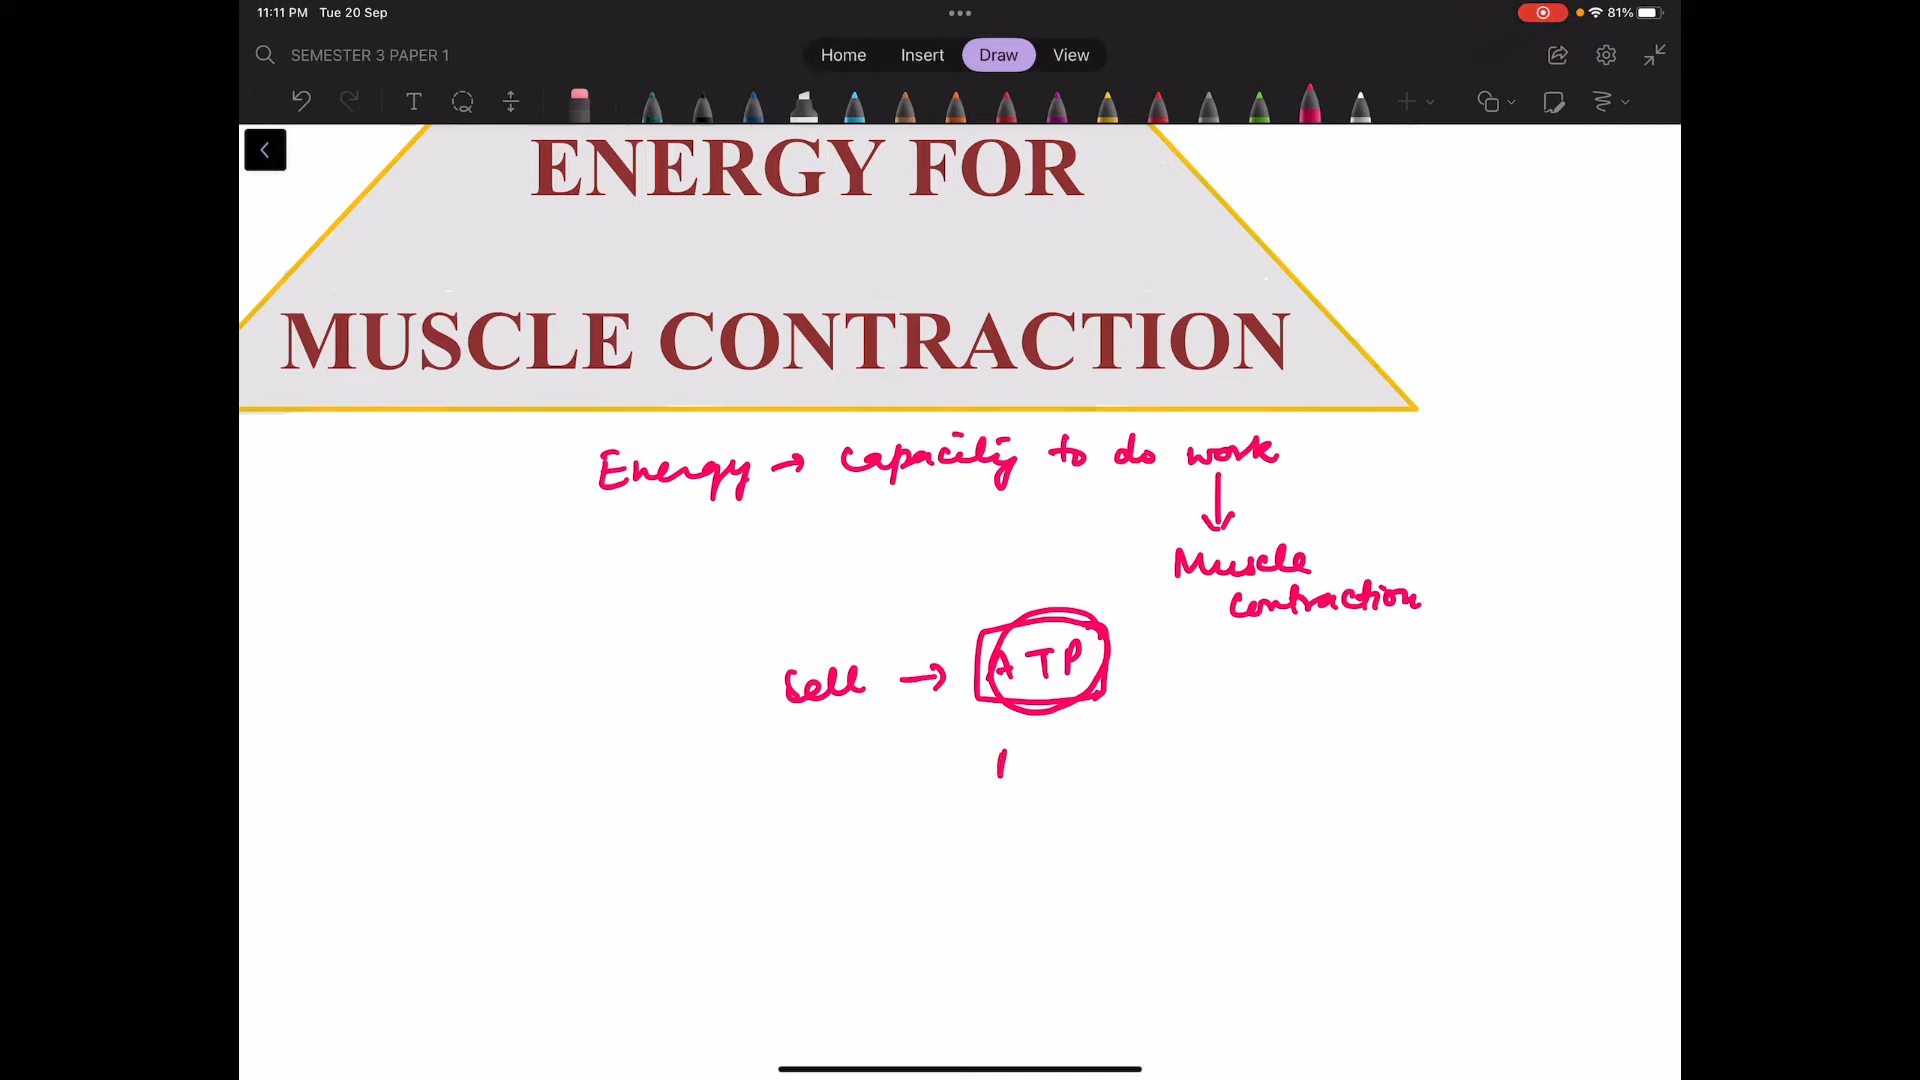 11:11 PM Tue 20 Sep
81%
SEMESTER 3 PAPER 1
Home Insert Draw View
T
ENERGY FOR
MUSCLE CONTRACTION
Energy → capacity to do work
↓
Muscle
contraction
Cell → ATP